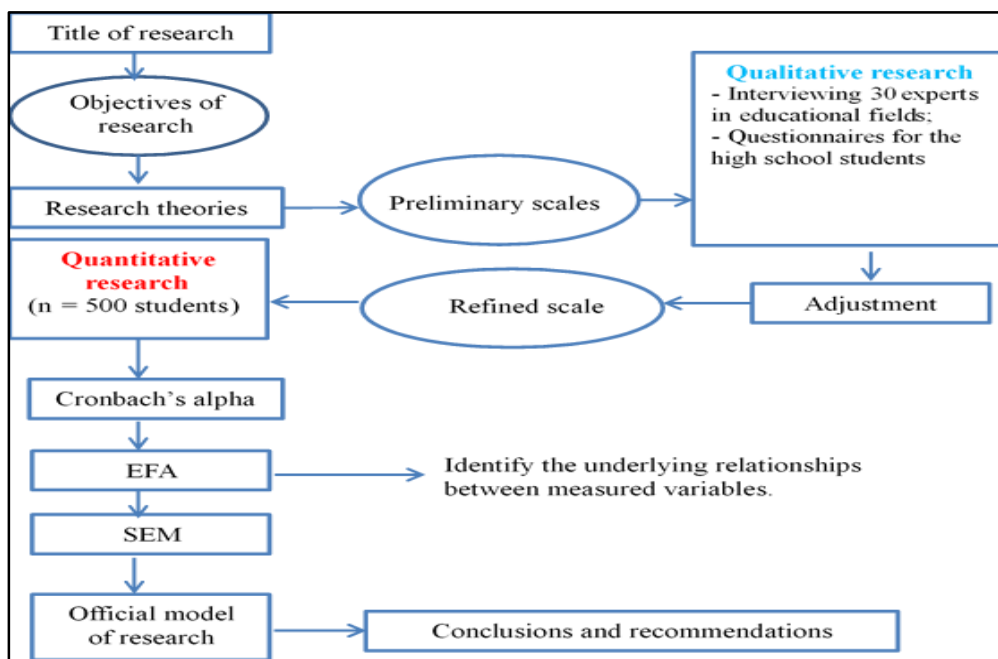 Title of research
Objectives of
research
Research theories
Preliminary scales
Qualitative research
- Interviewing 30 experts
in educational fields;
- Questionnaires for the
high school students
Adjustment
Refined scale
Quantitative
research
(n = 500 students)
Cronbach's alpha
EFA
Identify the underlying relationships
between measured variables.
SEM
Official model
of research
Conclusions and recommendations